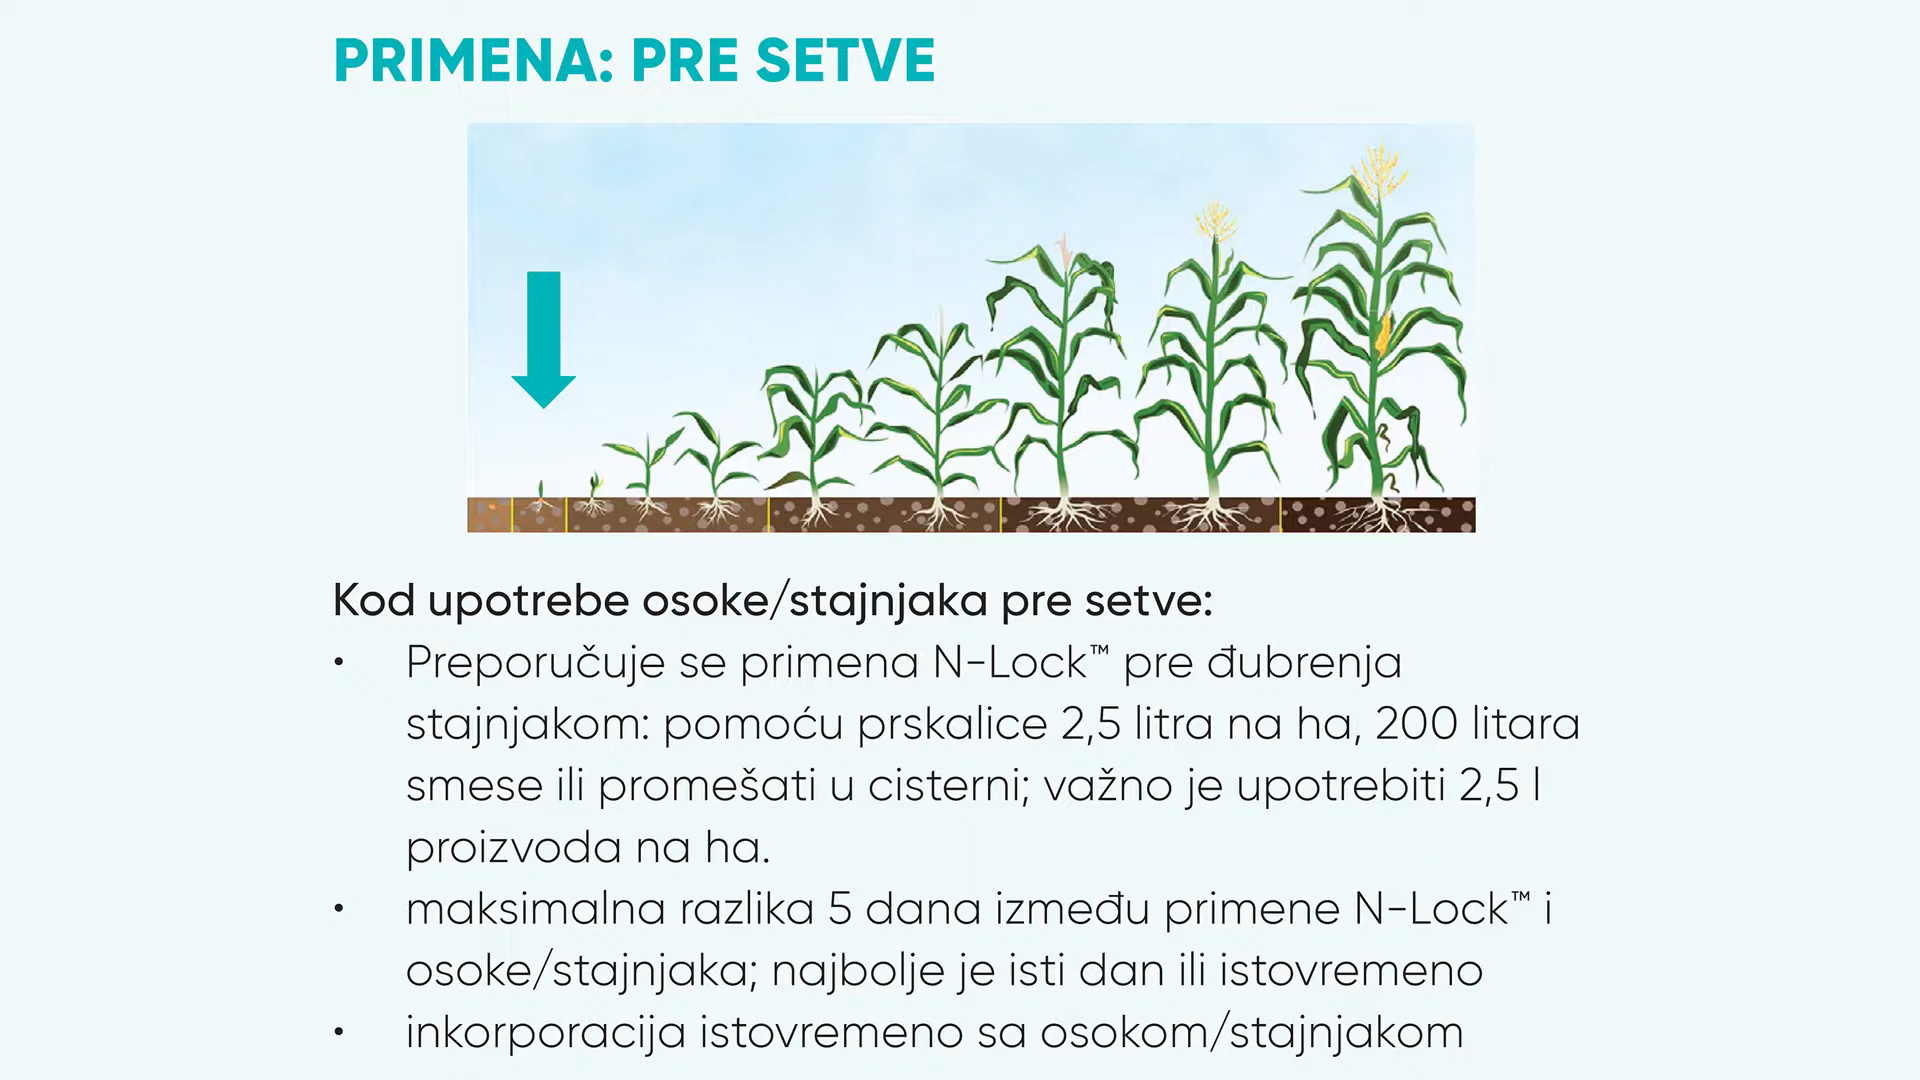 PRIMENA: PRE SETVE
Kod upotrebe osoke/stajnjaka pre setve:
• Preporučuje se primena N-Lock™ pre đubrenja
stajnjakom: pomoću prskalice 2,5 litra na ha, 200 litara
smese ili promešati u cisterni; važno je upotrebiti 2,5 l
proizvoda na ha.
• maksimalna razlika 5 dana između primene N-Lock™ i
osoke/stajnjaka; najbolje je isti dan ili istovremeno
• inkorporacija istovremeno sa osokom/stajnjakom